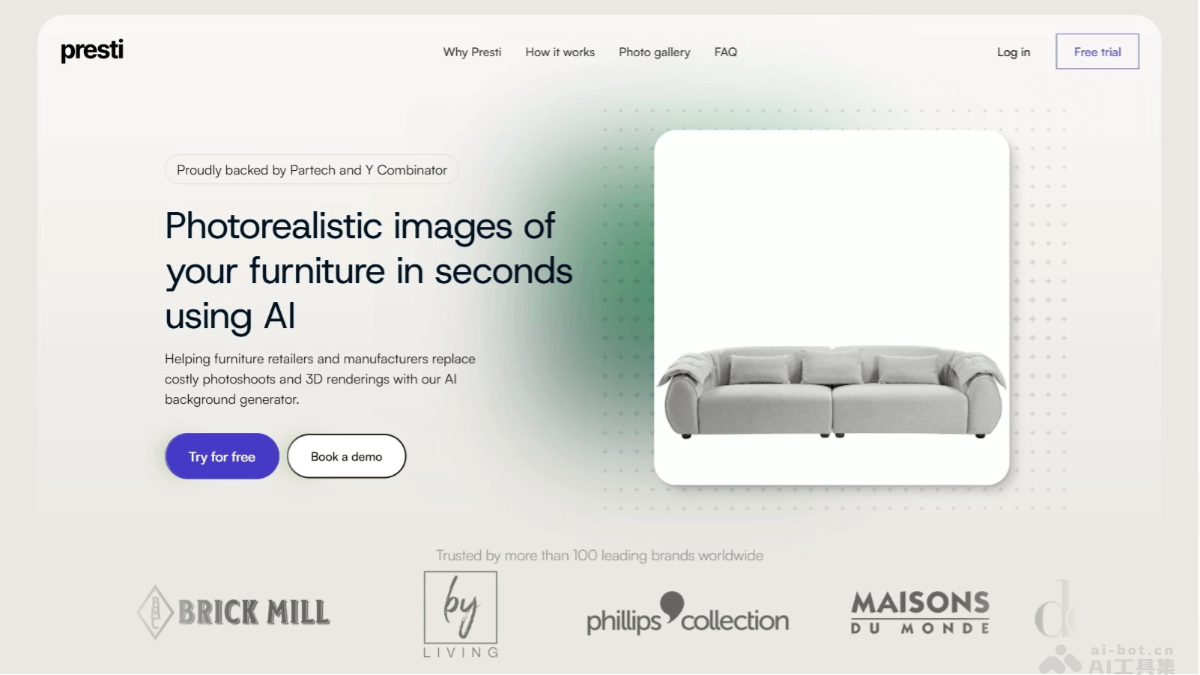 presti
Why Presti
How it works
Photo gallery
FAQ
Log in
Free trial
Proudly backed by Partech and Y Combinator
Photorealistic images of
your furniture in seconds
using AI
Helping furniture retailers and manufacturers replace
costly photoshoots and 3D renderings with our AI
background generator.
Try for free
Book a demo
Trusted by more than 100 leading brands worldwide
BRICK MILL
by
LIVING
phillips collection
MAISONS
DU MONDE
ai-bot.cn
AI工具集